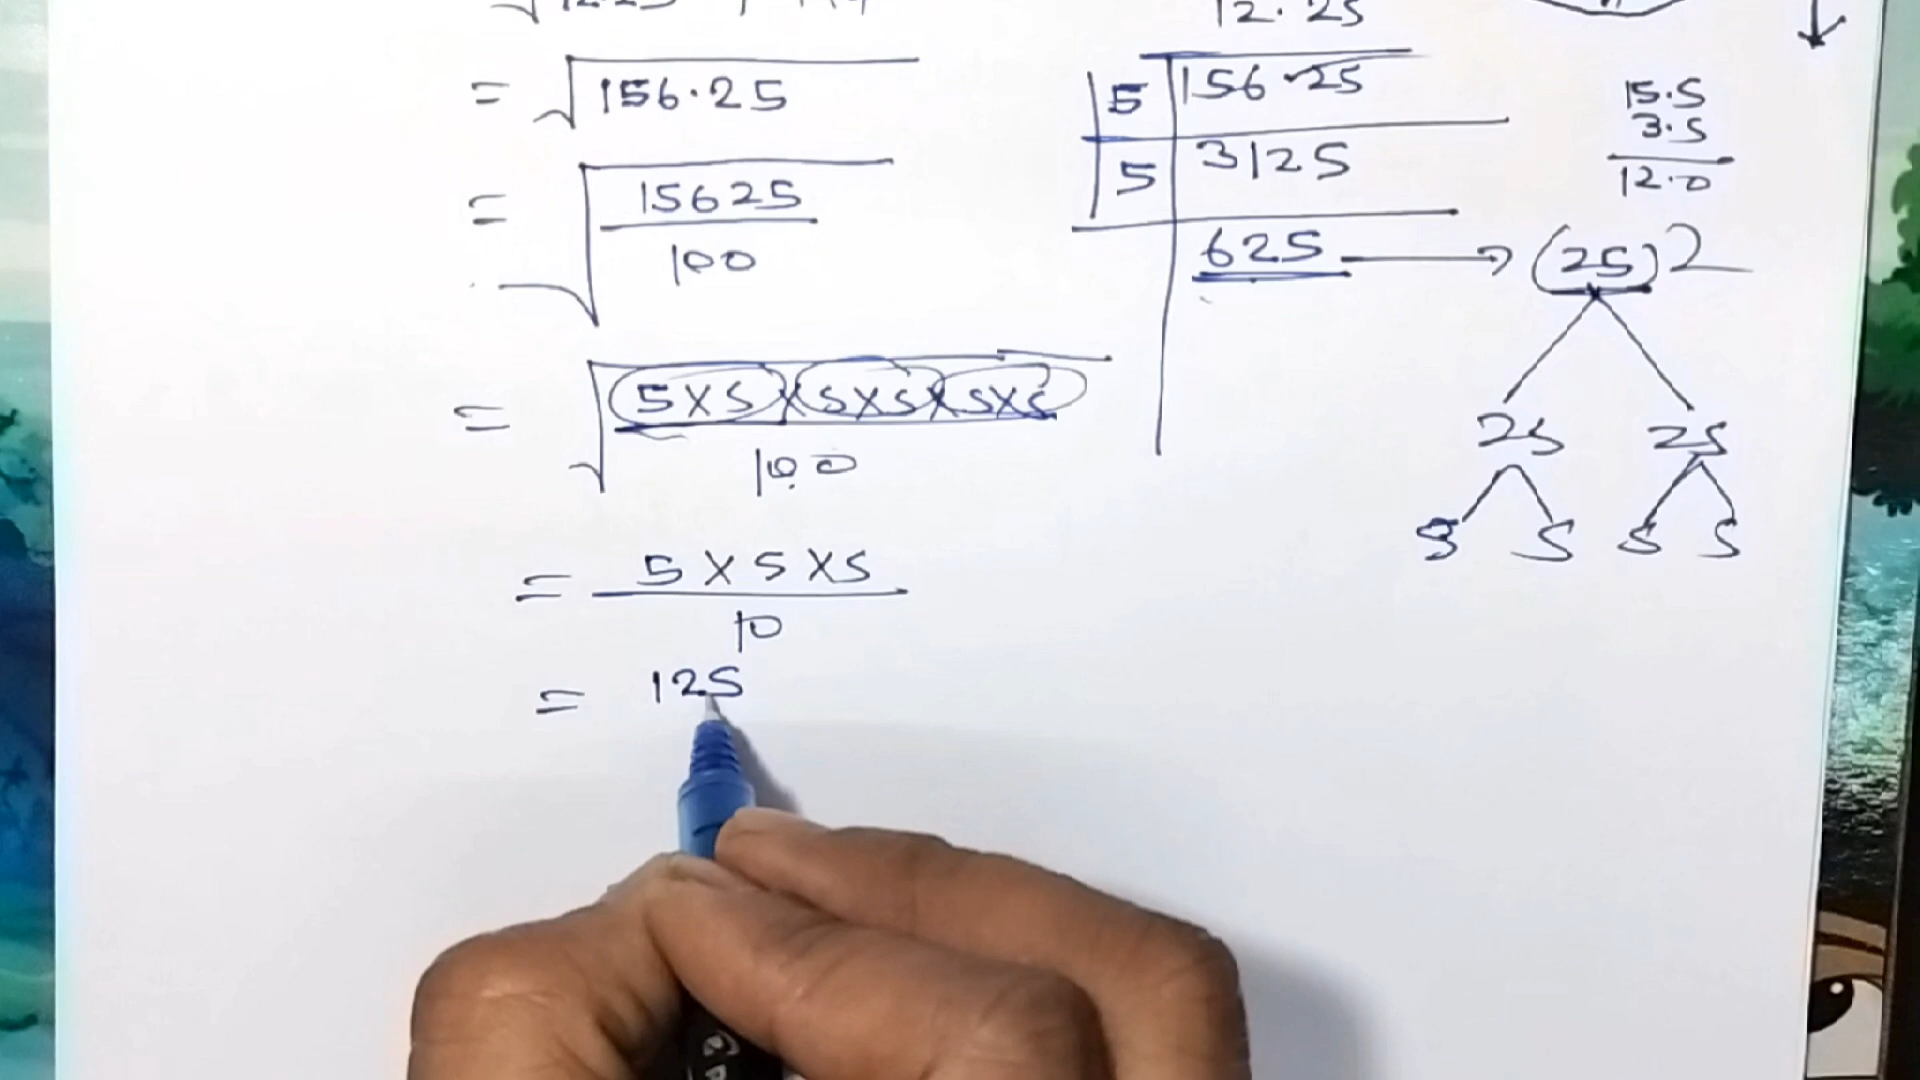 12.25
= √156.25
= √15625/100
= √5×5×5×5×5×5/100
= 5×5×5/10
= 125
5 | 156.25
5 | 3125
625 → (25)2
25 25
5 5 5 5
15.5
3.5
12.0